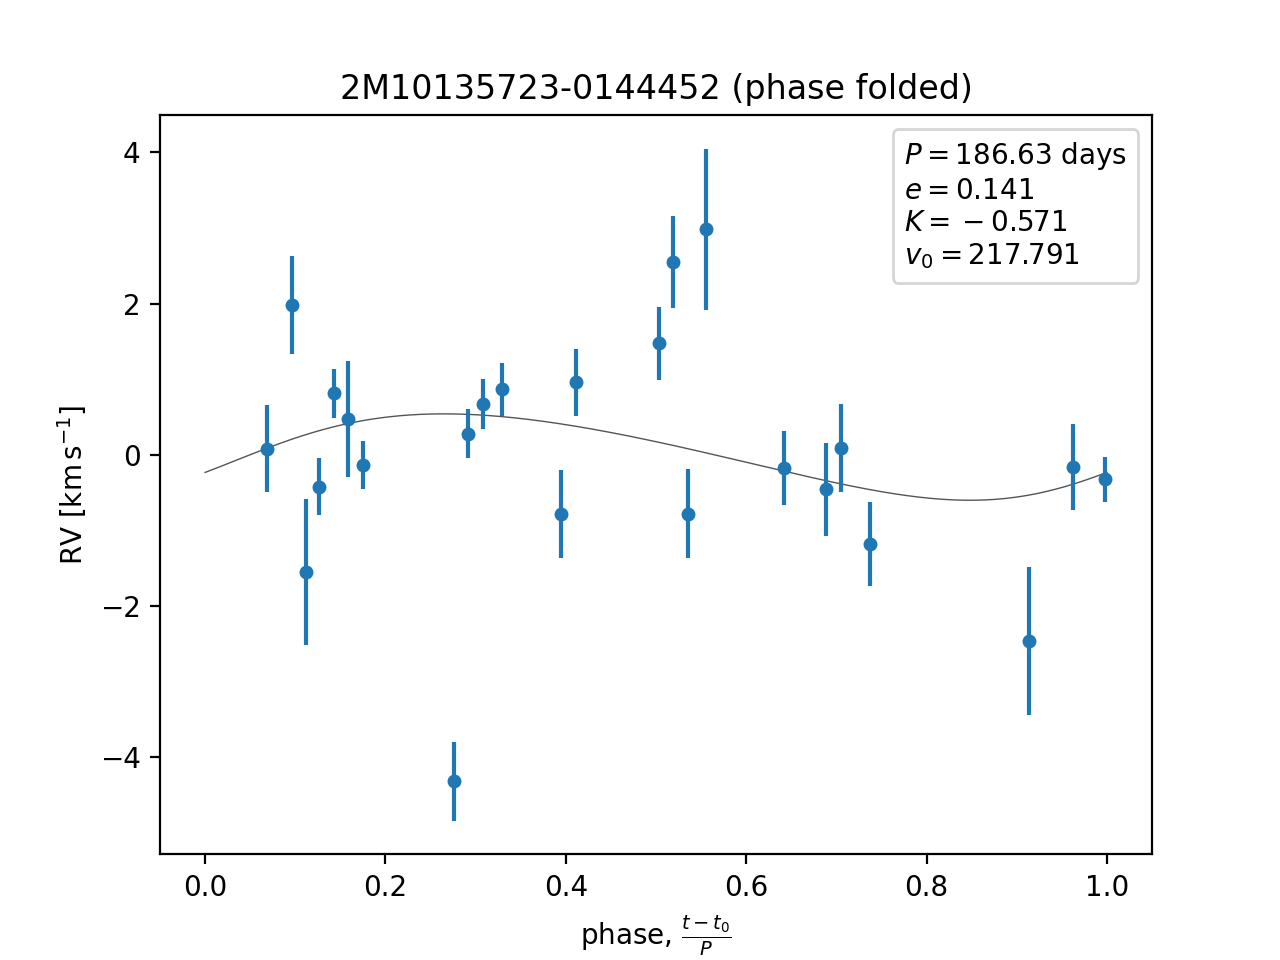 2M10135723-0144452 (phase folded)
P = 186.63 days
e = 0.141
K = −0.571
v₀ = 217.791
4
2
0
−2
−4
RV [km s⁻¹]
0.0 0.2 0.4 0.6 0.8 1.0
phase, (t − t₀)/P